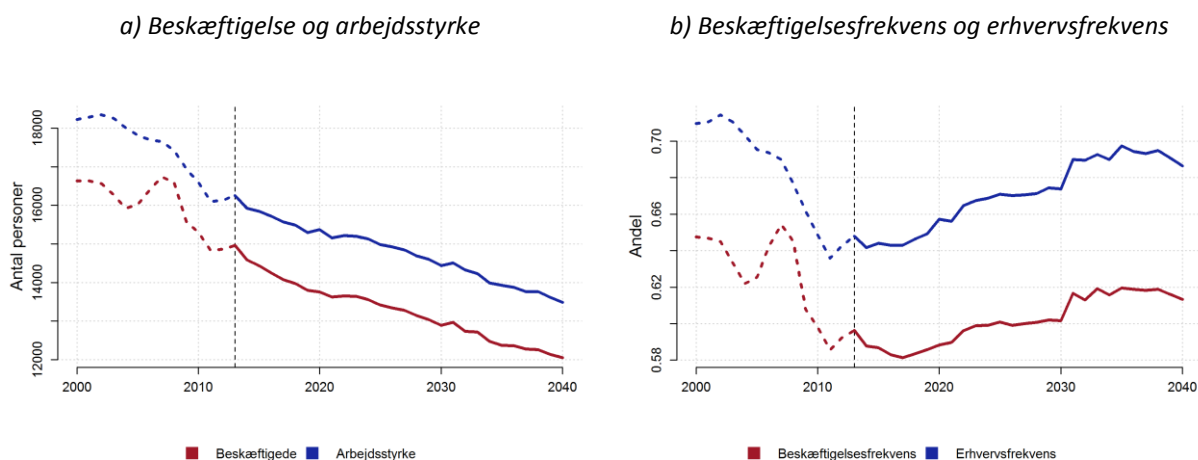 a) Beskæftigelse og arbejdsstyrke
Antal personer
18000
16000
14000
12000
2000 2010 2020 2030 2040
Beskæftigede Arbejdsstyrke
b) Beskæftigelsesfrekvens og erhvervsfrekvens
Andel
0.70
0.66
0.62
0.58
2000 2010 2020 2030 2040
Beskæftigelsesfrekvens Erhvervsfrekvens